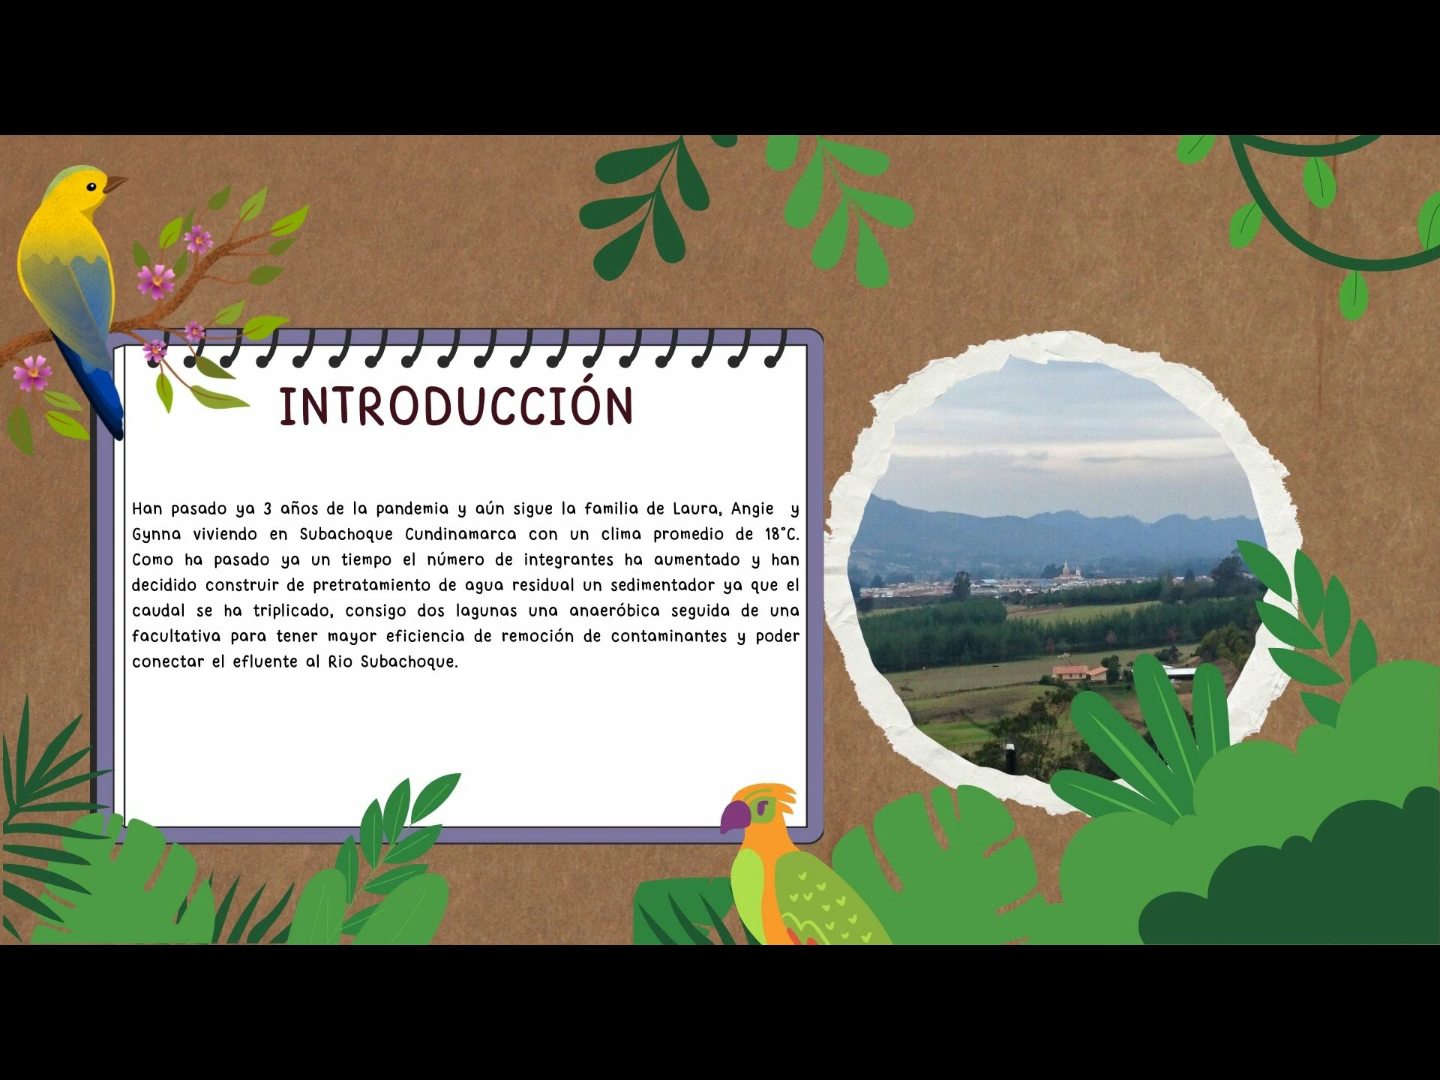 INTRODUCCIÓN
Han pasado ya 3 años de la pandemia y aún sigue la familia de Laura, Angie y
Gynna viviendo en Subachoque Cundinamarca con un clima promedio de 18°C.
Como ha pasado ya un tiempo el número de integrantes ha aumentado y han
decidido construir de pretratamiento de agua residual un sedimentador ya que el
caudal se ha triplicado, consigo dos lagunas una anaeróbica seguida de una
facultativa para tener mayor eficiencia de remoción de contaminantes y poder
conectar el efluente al Rio Subachoque.